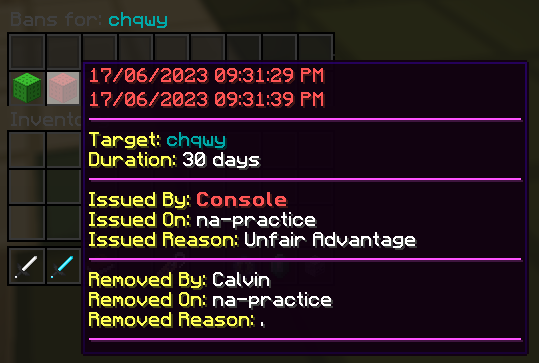 Bans for: chqwy
17/06/2023 09:31:29 PM
17/06/2023 09:31:39 PM
Target: chqwy
Duration: 30 days
Issued By: Console
Issued On: na-practice
Issued Reason: Unfair Advantage
Removed By: Calvin
Removed On: na-practice
Removed Reason: .
Invento